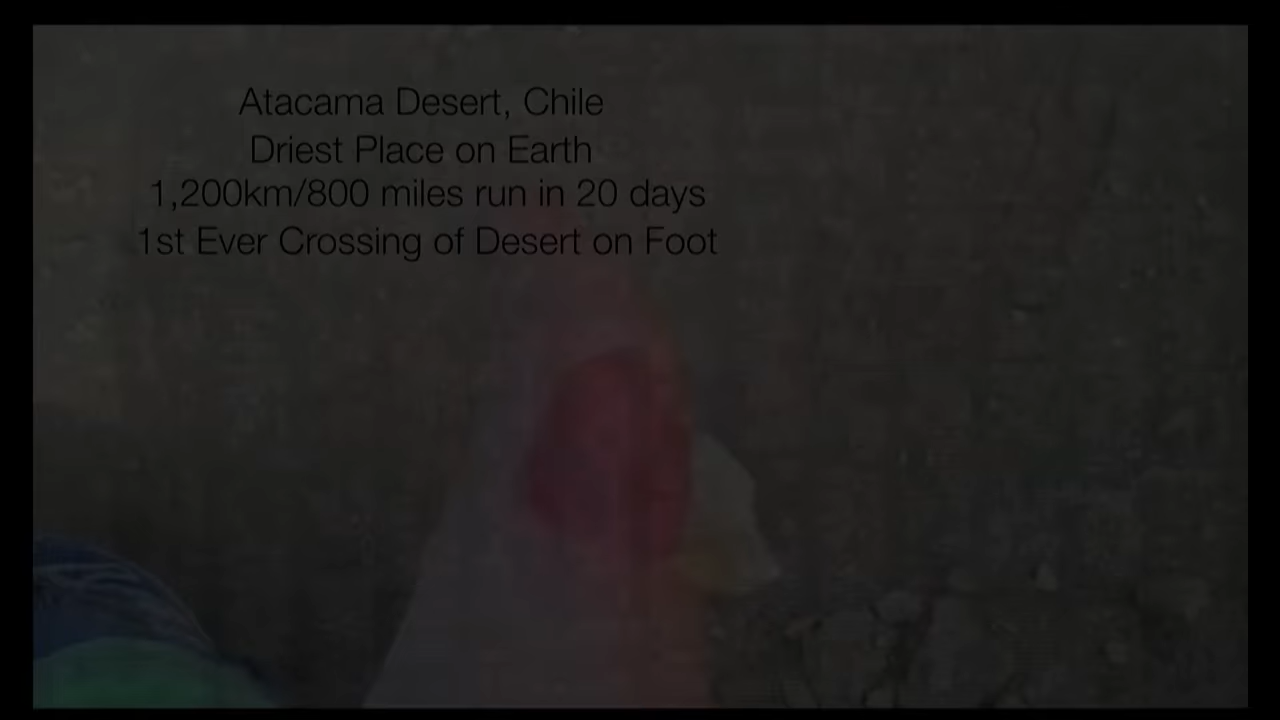 Atacama Desert, Chile
Driest Place on Earth
1,200km/800 miles run in 20 days
1st Ever Crossing of Desert on Foot